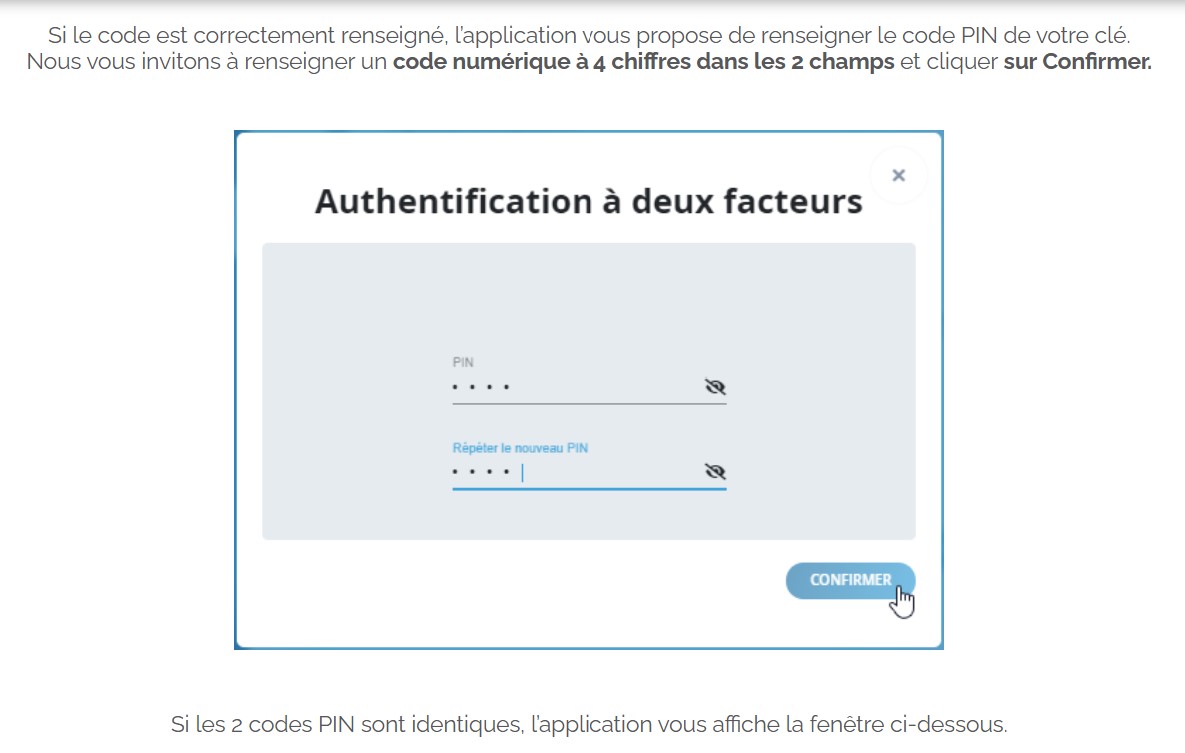 Si le code est correctement renseigné, l'application vous propose de renseigner le code PIN de votre clé.
Nous vous invitons à renseigner un code numérique à 4 chiffres dans les 2 champs et cliquer sur Confirmer.
Authentification à deux facteurs
PIN
Répéter le nouveau PIN
CONFIRMER
Si les 2 codes PIN sont identiques, l'application vous affiche la fenêtre ci-dessous.